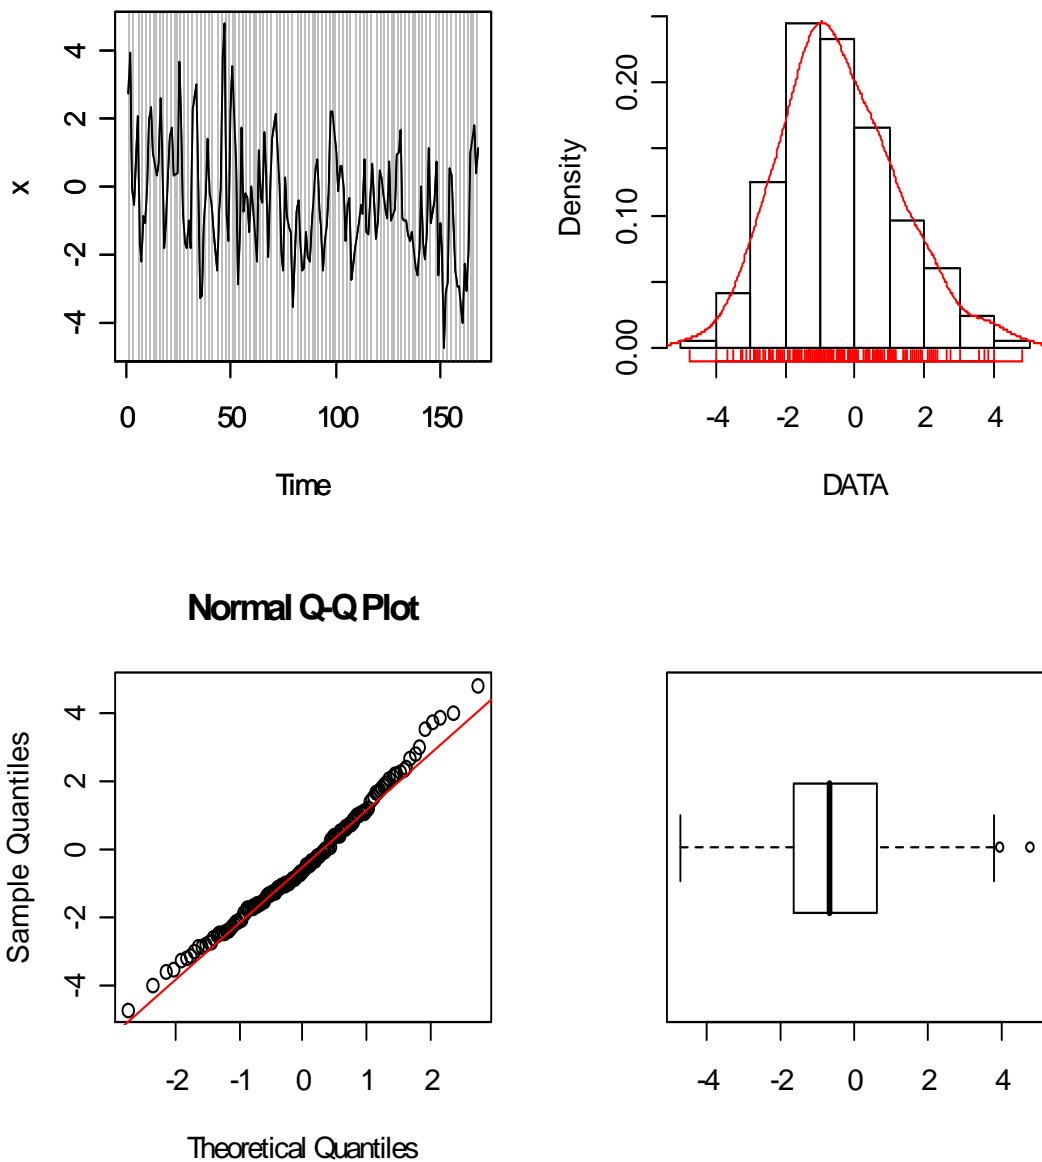 4
2
0
-2
-4
x
0 50 100 150
Time
0.20
0.10
0.00
Density
-4 -2 0 2 4
DATA
Normal Q-Q Plot
4
2
0
-2
-4
Sample Quantiles
-2 -1 0 1 2
Theoretical Quantiles
-4 -2 0 2 4